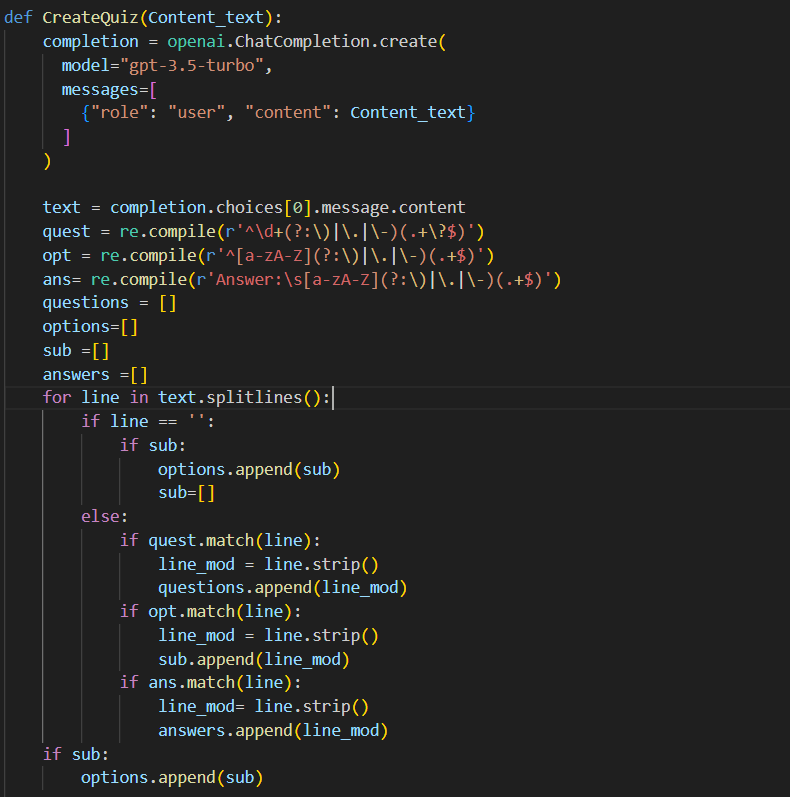 def CreateQuiz(Content_text):
    completion = openai.ChatCompletion.create(
      model="gpt-3.5-turbo",
      messages=[
        {"role": "user", "content": Content_text}
      ]
    )

    text = completion.choices[0].message.content
    quest = re.compile(r'^\d+(?:\)|\.|\-)(.+\?$)')
    opt = re.compile(r'^[a-zA-Z](?:\)|\.|\-)(.+$)')
    ans= re.compile(r'Answer:\s[a-zA-Z](?:\)|\.|\-)(.+$)')
    questions = []
    options=[]
    sub =[]
    answers =[]
    for line in text.splitlines():
        if line == '':
            if sub:
                options.append(sub)
                sub=[]
        else:
            if quest.match(line):
                line_mod = line.strip()
                questions.append(line_mod)
            if opt.match(line):
                line_mod = line.strip()
                sub.append(line_mod)
            if ans.match(line):
                line_mod= line.strip()
                answers.append(line_mod)
    if sub:
        options.append(sub)